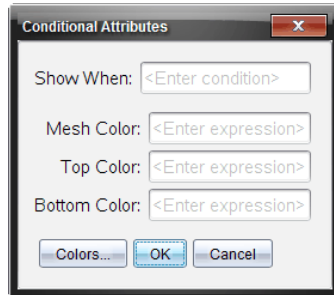 Conditional Attributes
Show When: <Enter condition>
Mesh Color: <Enter expression>
Top Color: <Enter expression>
Bottom Color: <Enter expression>
Colors... OK Cancel